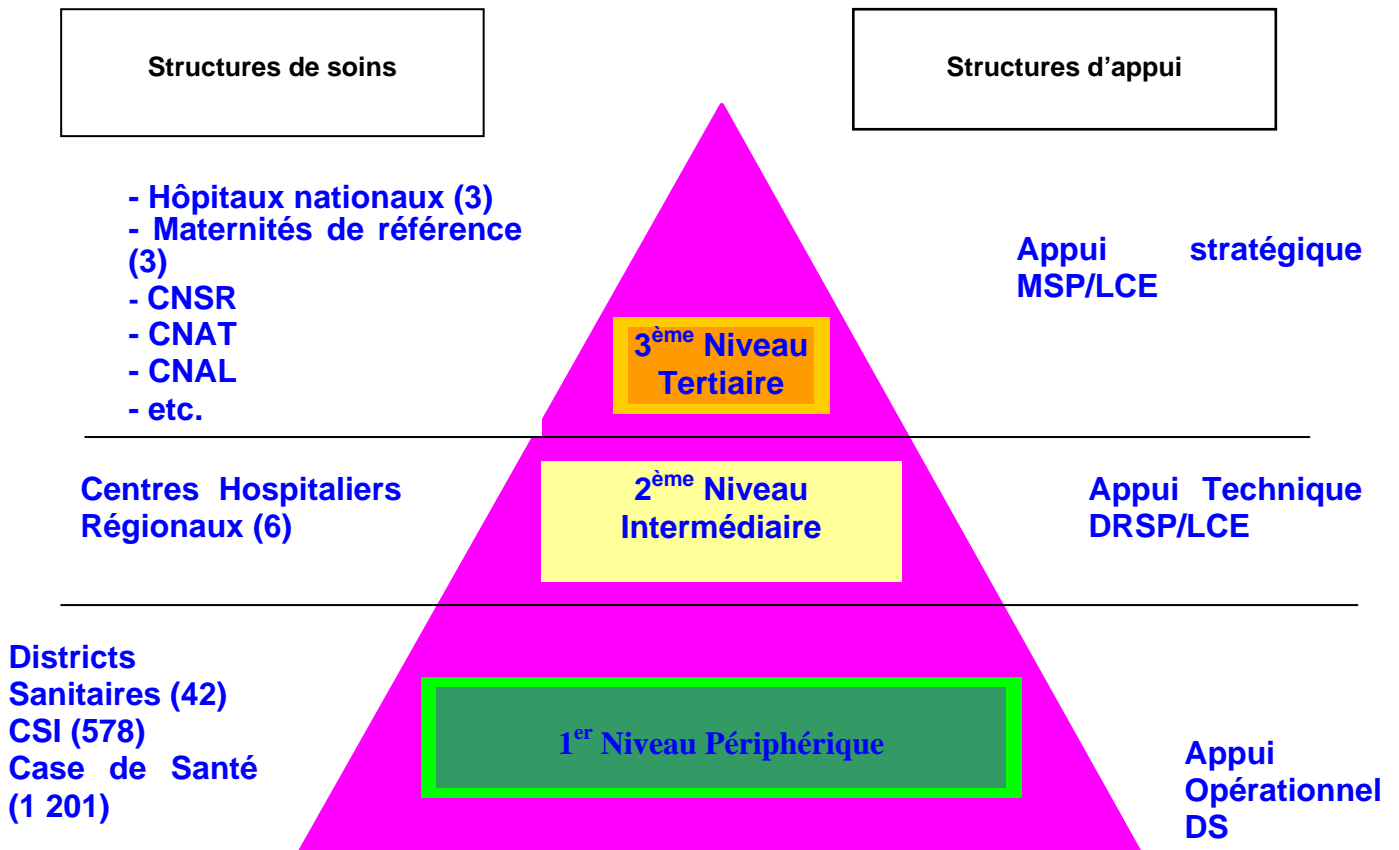 Structures de soins
Structures d’appui
- Hôpitaux nationaux (3)
- Maternités de référence
(3)
- CNSR
- CNAT
- CNAL
- etc.
3ème Niveau
Tertiaire
Appui stratégique
MSP/LCE
Centres Hospitaliers
Régionaux (6)
2ème Niveau
Intermédiaire
Appui Technique
DRSP/LCE
Districts
Sanitaires (42)
CSI (578)
Case de Santé
(1 201)
1er Niveau Périphérique
Appui
Opérationnel
DS